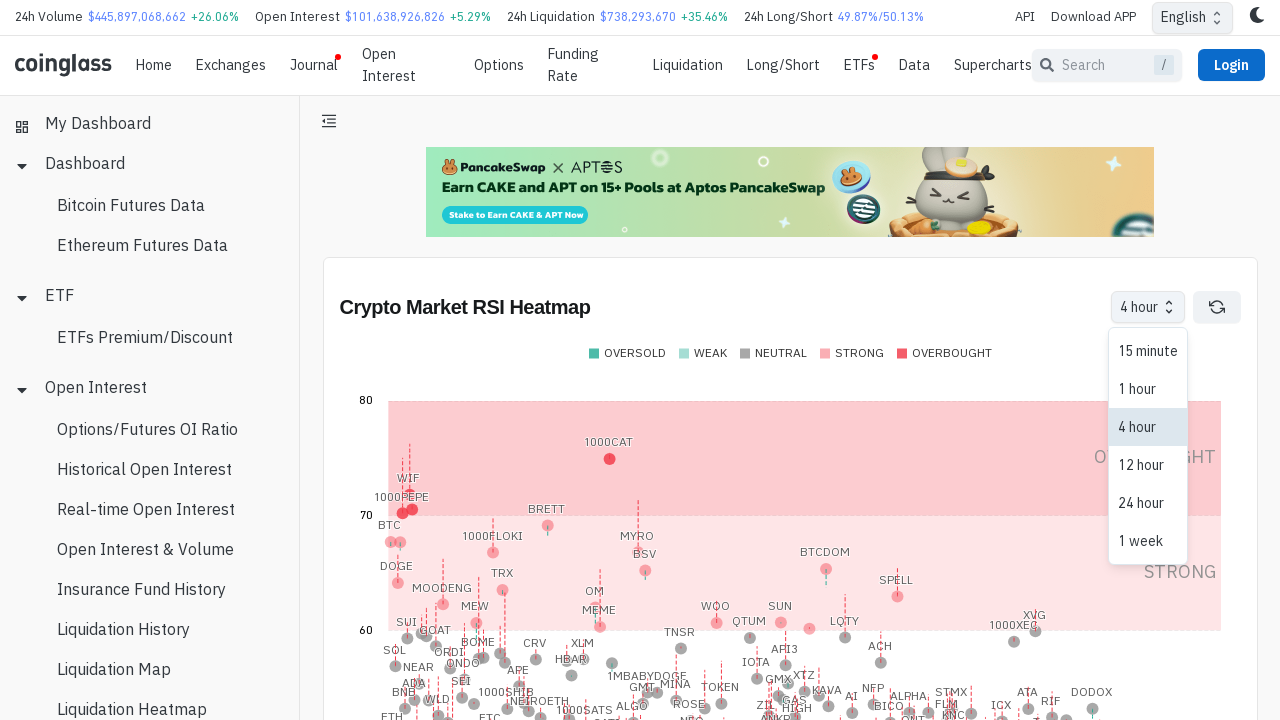 24h Volume $445,897,068,662 +26.06% Open Interest $101,638,926,826 +5.29% 24h Liquidation $738,293,670 +35.46% 24h Long/Short 49.87%/50.13% API Download APP English
coinglass Home Exchanges Journal Open Interest Options Funding Rate Liquidation Long/Short ETFs Data Supercharts Search / Login
My Dashboard
Dashboard
Bitcoin Futures Data
Ethereum Futures Data
ETF
ETFs Premium/Discount
Open Interest
Options/Futures OI Ratio
Historical Open Interest
Real-time Open Interest
Open Interest & Volume
Insurance Fund History
Liquidation History
Liquidation Map
Liquidation Heatmap
PancakeSwap × APTOS
Earn CAKE and APT on 15+ Pools at Aptos PancakeSwap
Stake to Earn CAKE & APT Now
Crypto Market RSI Heatmap
4 hour
15 minute
1 hour
4 hour
12 hour
24 hour
1 week
OVERSOLD WEAK NEUTRAL STRONG OVERBOUGHT
80
1000CAT
WIF
1000PEPE
70
BRETT
BTC
1000FLOKI
MYRO
BSV
BTCDOM
DOGE
STRONG
TRX
SPELL
MOODENG
OM
MEW
MEME
WOO
SUN
XVG
SUI
QTUM
LQTY
1000XEC
60
GOAT
TNSR
BOME
CRV
XLM
SOL
ORDI
API3
ACH
ONDO
HBAR
IOTA
NEAR
APE
1MBABYDOGE
GMX
XTZ
ADA
SEI
GMT
MINA
TOKEN
KAVA
NFP
BNB
1000SHIB
AI
ALPHA
STMX
ATA
DODOX
WLD
NEIROETH
ALGO
ROSE
ZIL
GAS
HIGH
BICO
FLM
IGX
RIF
ETH
ETC
1000SATS